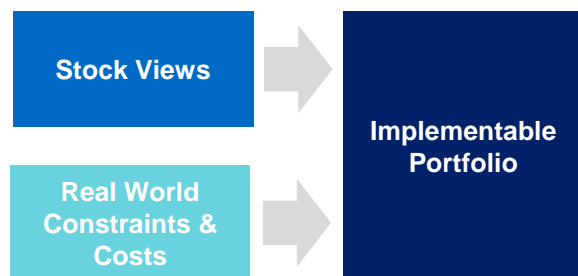 Stock Views
Implementable
Portfolio
Real World
Constraints &
Costs